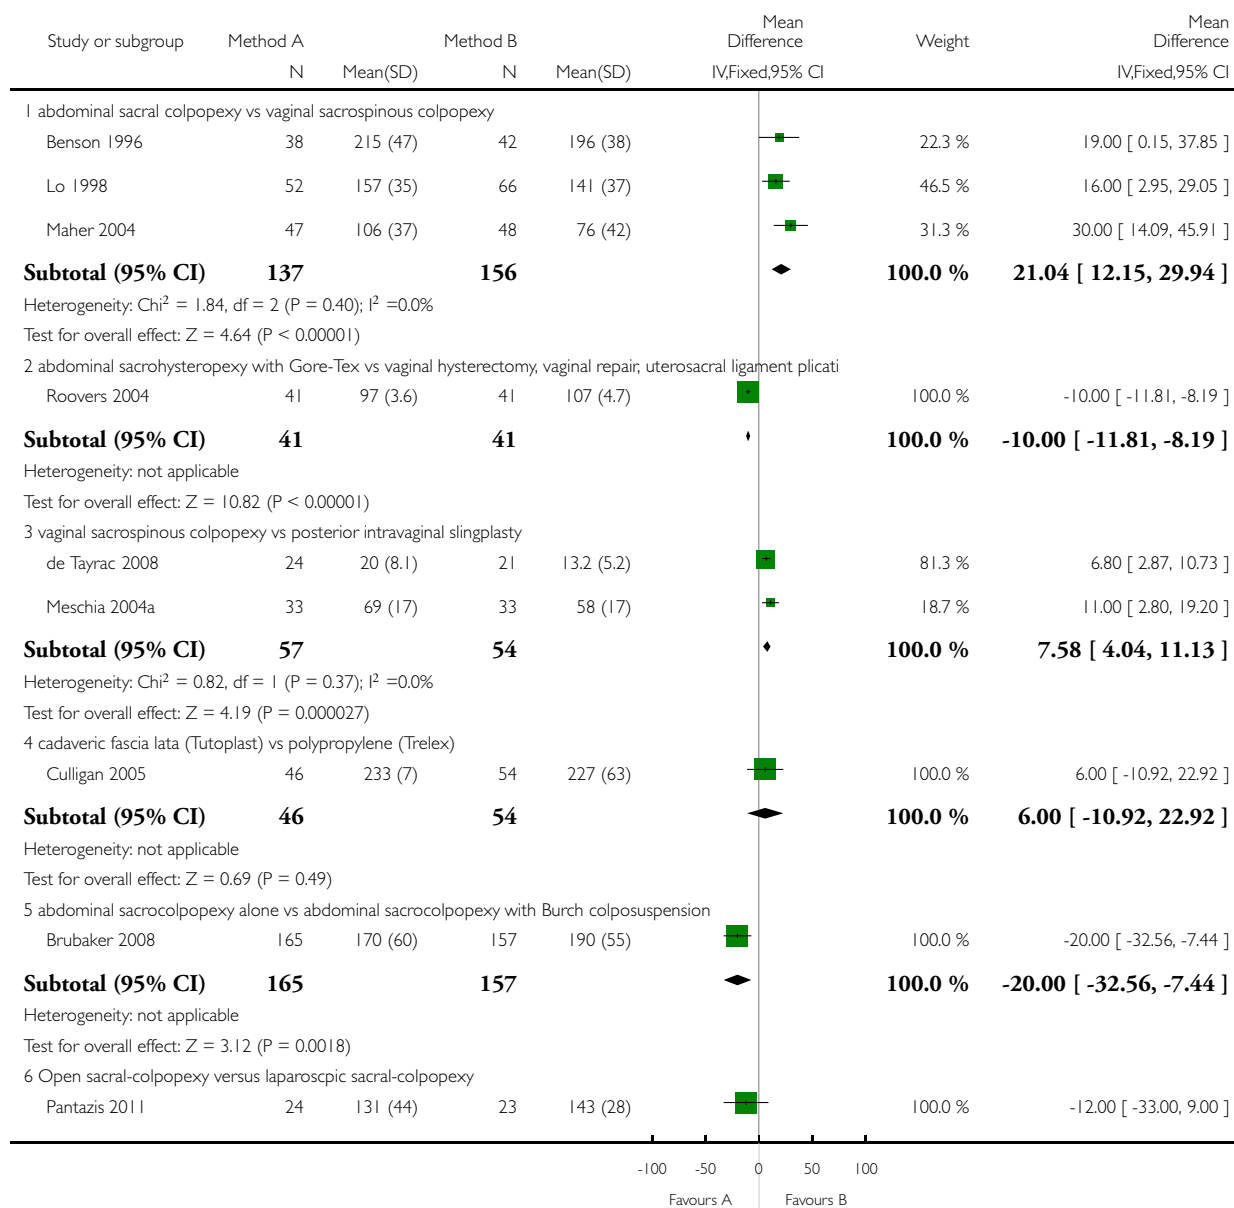 Study or subgroup Method A Method B Mean Difference Weight Mean Difference
N Mean(SD) N Mean(SD) IV,Fixed,95% CI IV,Fixed,95% CI
1 abdominal sacral colpopexy vs vaginal sacrospinous colpopexy
Benson 1996 38 215 (47) 42 196 (38) 22.3 % 19.00 [ 0.15, 37.85 ]
Lo 1998 52 157 (35) 66 141 (37) 46.5 % 16.00 [ 2.95, 29.05 ]
Maher 2004 47 106 (37) 48 76 (42) 31.3 % 30.00 [ 14.09, 45.91 ]
Subtotal (95% CI) 137 156 100.0 % 21.04 [ 12.15, 29.94 ]
Heterogeneity: Chi² = 1.84, df = 2 (P = 0.40); I² =0.0%
Test for overall effect: Z = 4.64 (P < 0.00001)
2 abdominal sacrohysteropexy with Gore-Tex vs vaginal hysterectomy, vaginal repair, uterosacral ligament plicati
Roovers 2004 41 97 (3.6) 41 107 (4.7) 100.0 % -10.00 [ -11.81, -8.19 ]
Subtotal (95% CI) 41 41 100.0 % -10.00 [ -11.81, -8.19 ]
Heterogeneity: not applicable
Test for overall effect: Z = 10.82 (P < 0.00001)
3 vaginal sacrospinous colpopexy vs posterior intravaginal slingplasty
de Tayrac 2008 24 20 (8.1) 21 13.2 (5.2) 81.3 % 6.80 [ 2.87, 10.73 ]
Meschia 2004a 33 69 (17) 33 58 (17) 18.7 % 11.00 [ 2.80, 19.20 ]
Subtotal (95% CI) 57 54 100.0 % 7.58 [ 4.04, 11.13 ]
Heterogeneity: Chi² = 0.82, df = 1 (P = 0.37); I² =0.0%
Test for overall effect: Z = 4.19 (P = 0.000027)
4 cadaveric fascia lata (Tutoplast) vs polypropylene (Trelex)
Culligan 2005 46 233 (7) 54 227 (63) 100.0 % 6.00 [ -10.92, 22.92 ]
Subtotal (95% CI) 46 54 100.0 % 6.00 [ -10.92, 22.92 ]
Heterogeneity: not applicable
Test for overall effect: Z = 0.69 (P = 0.49)
5 abdominal sacrocolpopexy alone vs abdominal sacrocolpopexy with Burch colposuspension
Brubaker 2008 165 170 (60) 157 190 (55) 100.0 % -20.00 [ -32.56, -7.44 ]
Subtotal (95% CI) 165 157 100.0 % -20.00 [ -32.56, -7.44 ]
Heterogeneity: not applicable
Test for overall effect: Z = 3.12 (P = 0.0018)
6 Open sacral-colpopexy versus laparoscpic sacral-colpopexy
Pantazis 2011 24 131 (44) 23 143 (28) 100.0 % -12.00 [ -33.00, 9.00 ]
-100 -50 0 50 100
Favours A Favours B